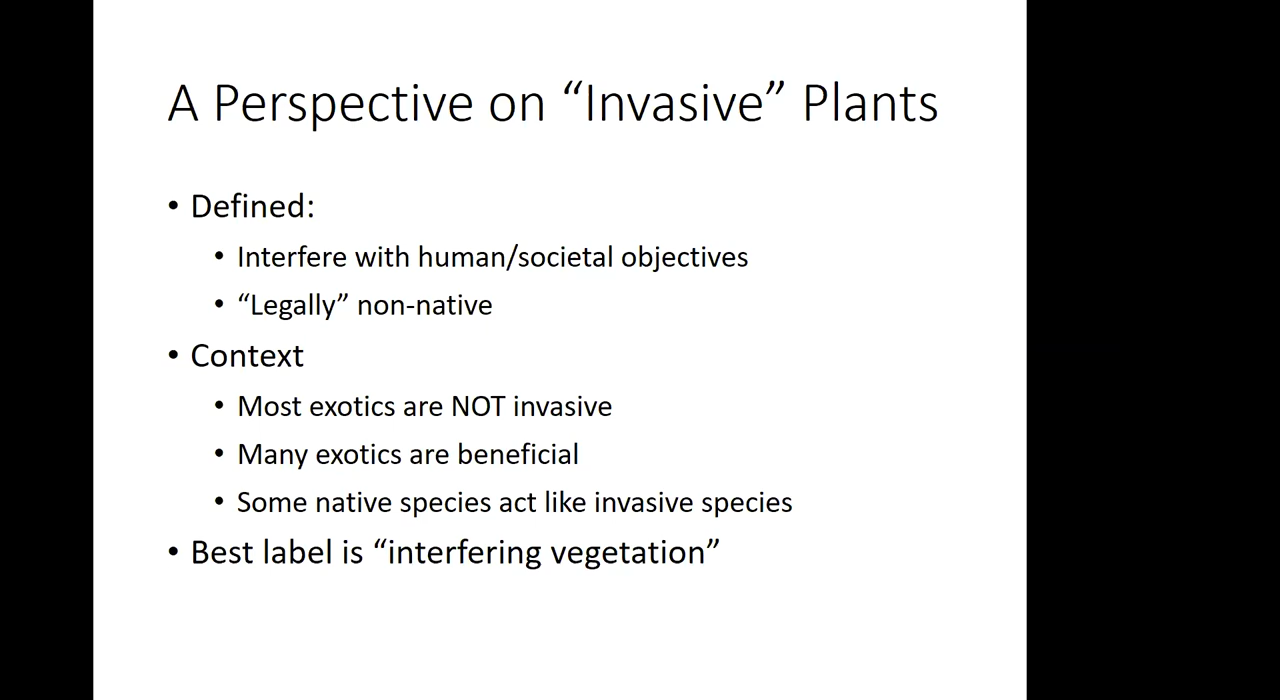 A Perspective on “Invasive” Plants
• Defined:
• Interfere with human/societal objectives
• “Legally” non-native
• Context
• Most exotics are NOT invasive
• Many exotics are beneficial
• Some native species act like invasive species
• Best label is “interfering vegetation”